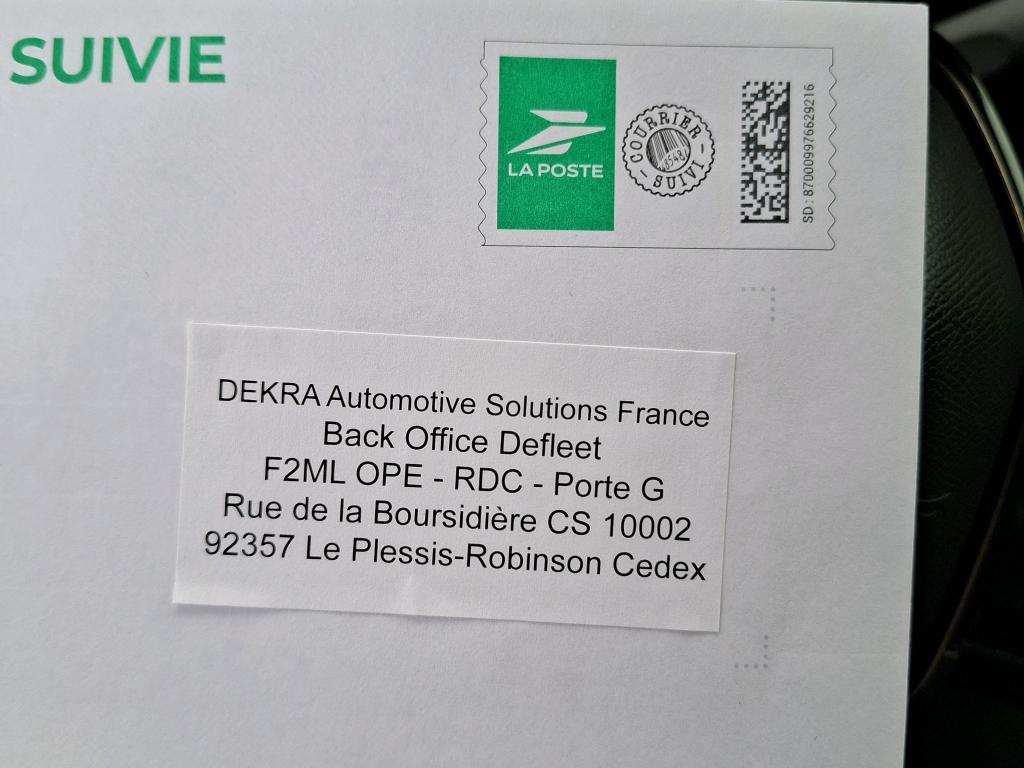 SUIVIE
LA POSTE
COURRIER
SUIVI
SD : 870009976629216
DEKRA Automotive Solutions France
Back Office Defleet
F2ML OPE - RDC - Porte G
Rue de la Boursidière CS 10002
92357 Le Plessis-Robinson Cedex